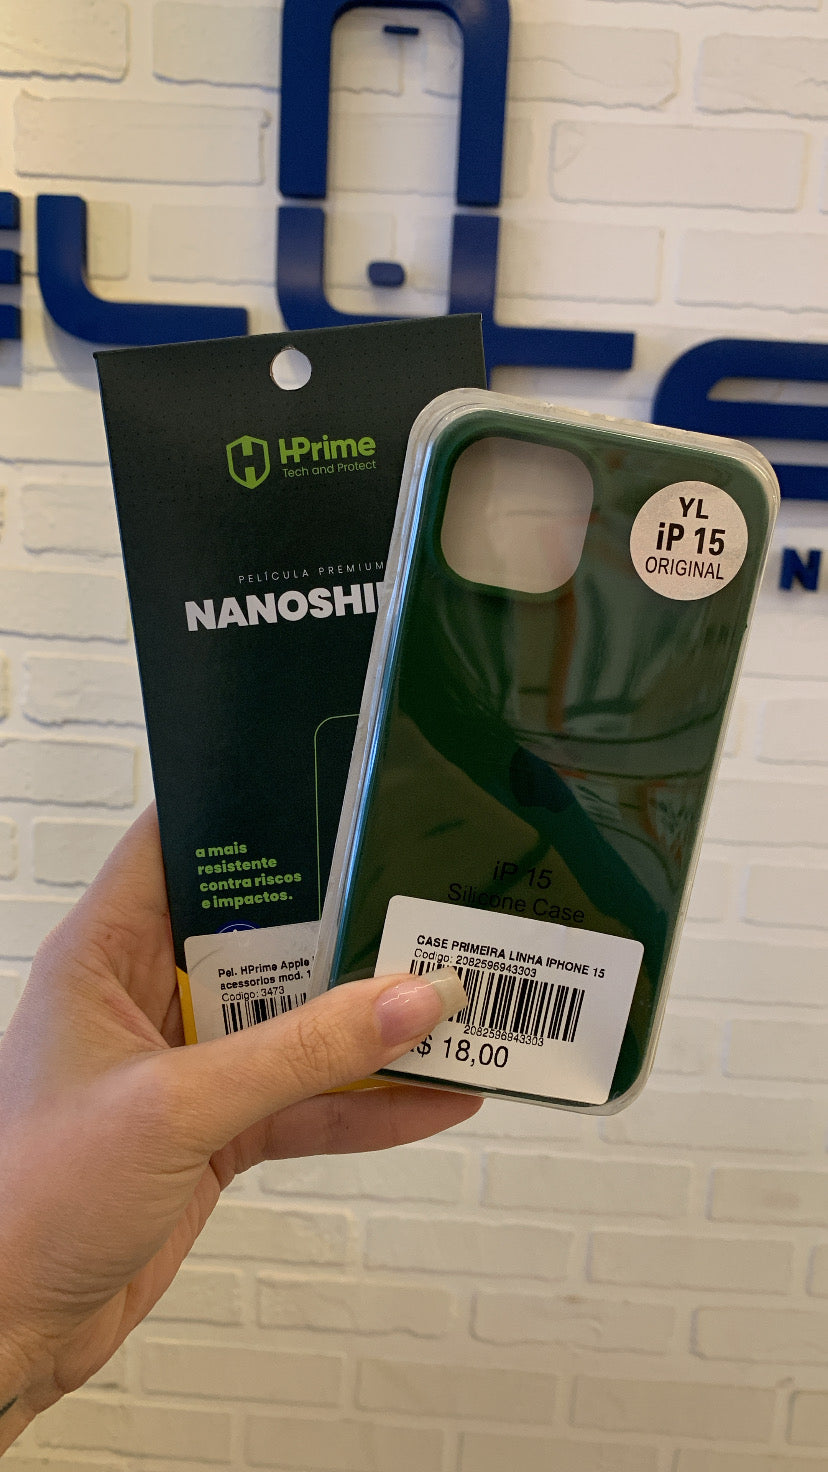 HPrime
Tech and Protect
PELÍCULA PREMIUM
NANOSHI
a mais
resistente
contra riscos
e impactos.
Pel. HPrime Apple
acessorios mod. 1
Codigo: 3473
YL
iP 15
ORIGINAL
iP 15
Silicone Case
CASE PRIMEIRA LINHA IPHONE 15
Codigo: 2082596943303
2082596943303
$ 18,00